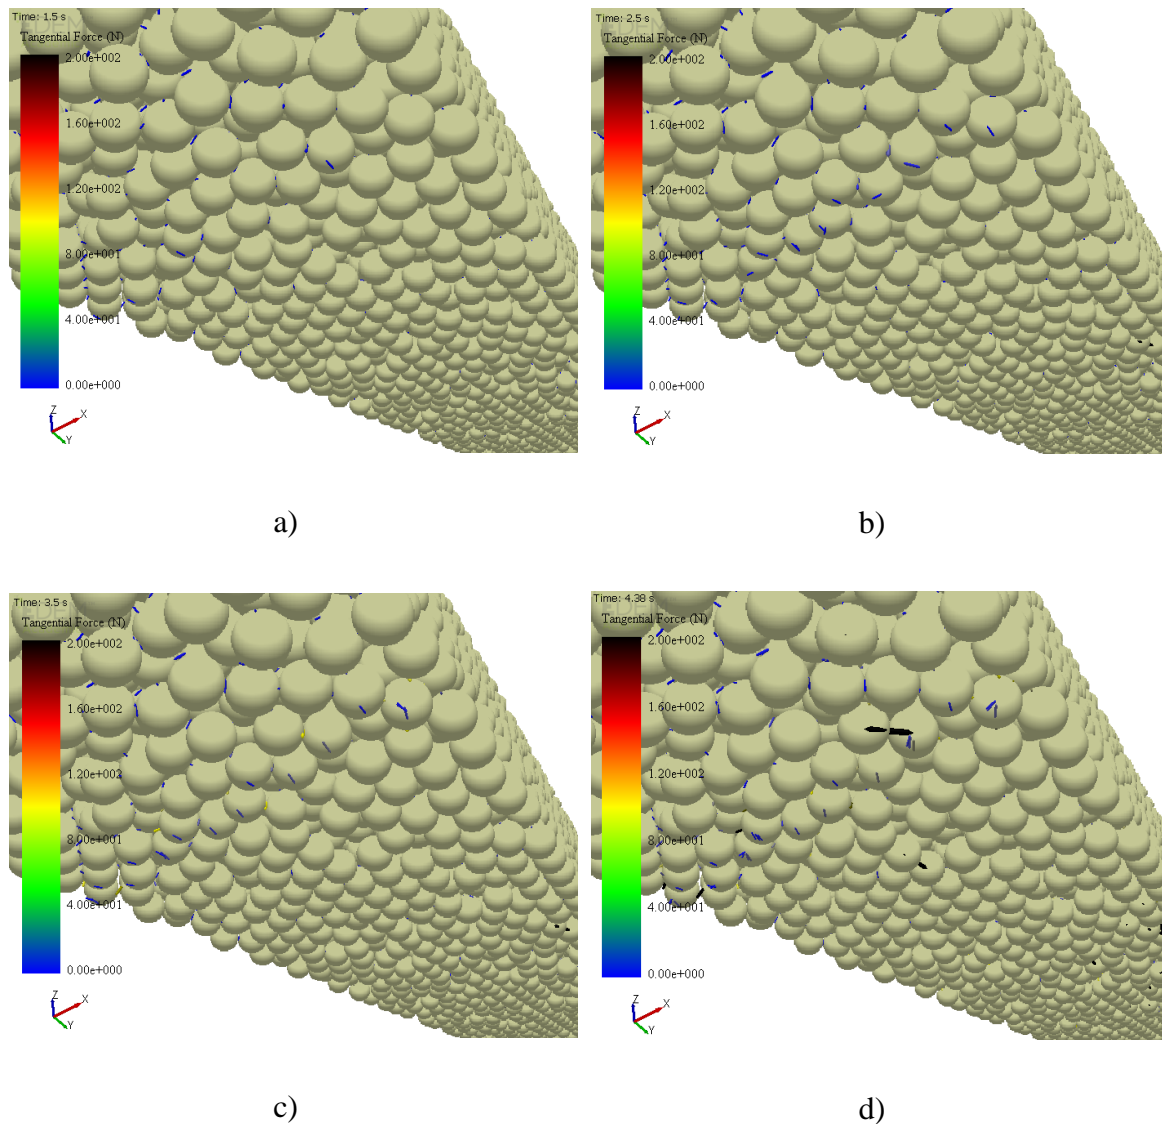 Time: 1.5 s
EDEM
Tangential Force (N)
2.00e+002
1.60e+002
1.20e+002
8.00e+001
4.00e+001
0.00e+000
Z
X
Y
a)
Time: 2.5 s
EDEM
Tangential Force (N)
2.00e+002
1.60e+002
1.20e+002
8.00e+001
4.00e+001
0.00e+000
Z
X
Y
b)
Time: 3.5 s
EDEM
Tangential Force (N)
2.00e+002
1.60e+002
1.20e+002
8.00e+001
4.00e+001
0.00e+000
Z
X
Y
c)
Time: 4.38 s
EDEM
Tangential Force (N)
2.00e+002
1.60e+002
1.20e+002
8.00e+001
4.00e+001
0.00e+000
Z
X
Y
d)